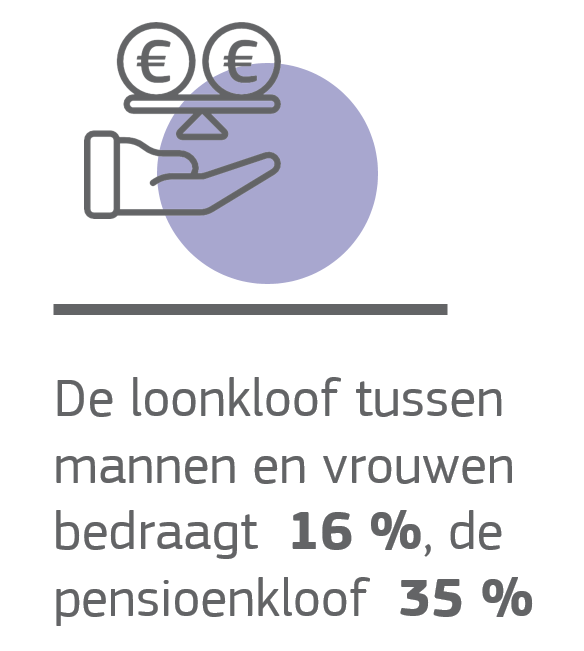 € €
De loonkloof tussen
mannen en vrouwen
bedraagt 16 %, de
pensioenkloof 35 %